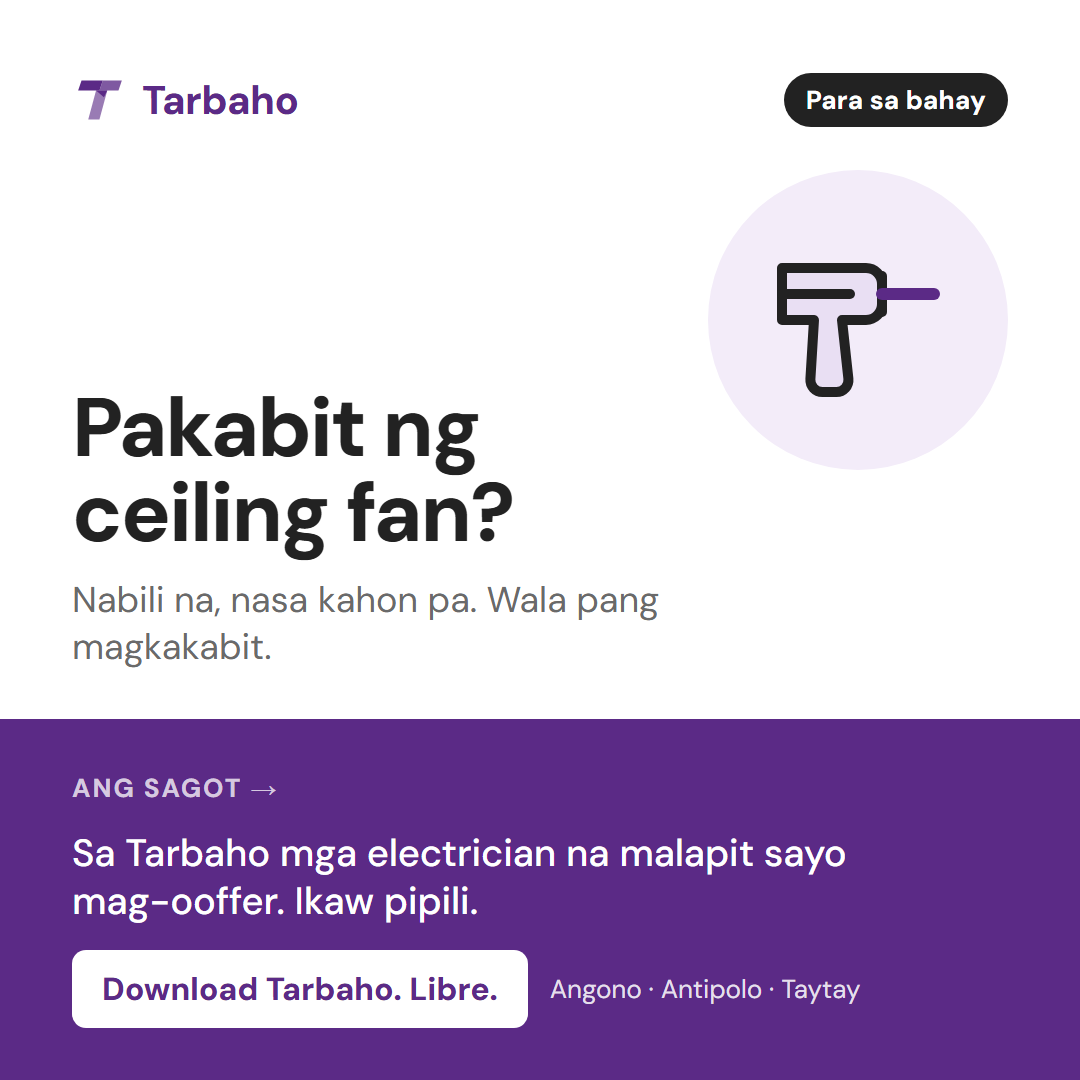 Tarbaho
Para sa bahay
Pakabit ng
ceiling fan?
Nabili na, nasa kahon pa. Wala pang
magkakabit.
ANG SAGOT →
Sa Tarbaho mga electrician na malapit sayo
mag-ooffer. Ikaw pipili.
Download Tarbaho. Libre.
Angono · Antipolo · Taytay